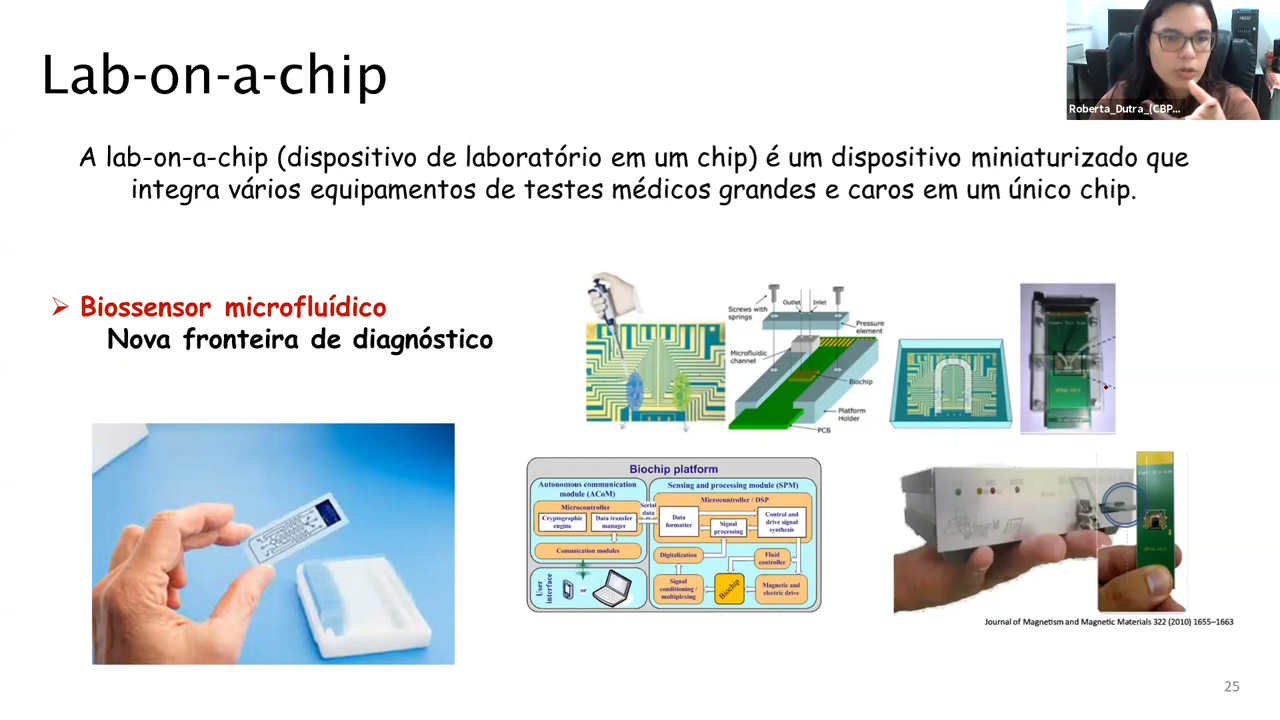 Lab-on-a-chip
Roberta_Dutra_(CBP...
A lab-on-a-chip (dispositivo de laboratório em um chip) é um dispositivo miniaturizado que
integra vários equipamentos de testes médicos grandes e caros em um único chip.
➢ Biossensor microfluídico
Nova fronteira de diagnóstico
Screws with
springs
Outlet
Inlet
Pressure
element
Microfluidic
channel
Biochip
Platform
Holder
PCB
Biochip platform
Autonomous communication
module (ACoM)
Microcontroller
Cryptographic
engine
Data transfer
manager
Comunication modules
User
interface
or
Serial
data
Sensing and processing module (SPM)
Microcontroller / DSP
Data
formatter
Signal
processing
Control and
drive signal
synthesis
Digitalization
Fluid
controller
Signal
conditioning /
multiplexing
Biochip
Magnetic and
electric drive
Journal of Magnetism and Magnetic Materials 322 (2010) 1655–1663
25